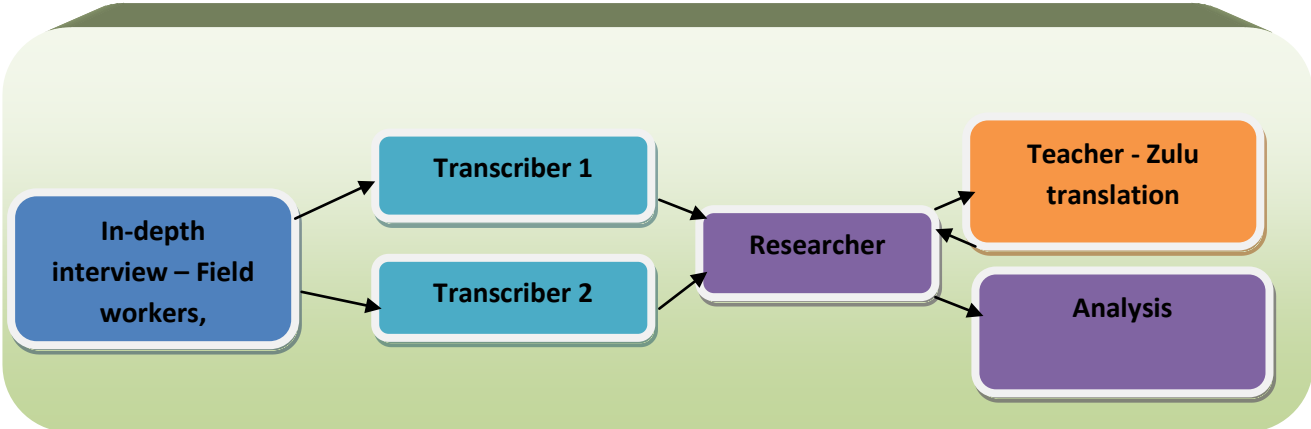 In-depth
interview – Field
workers,
Transcriber 1
Transcriber 2
Researcher
Teacher - Zulu
translation
Analysis